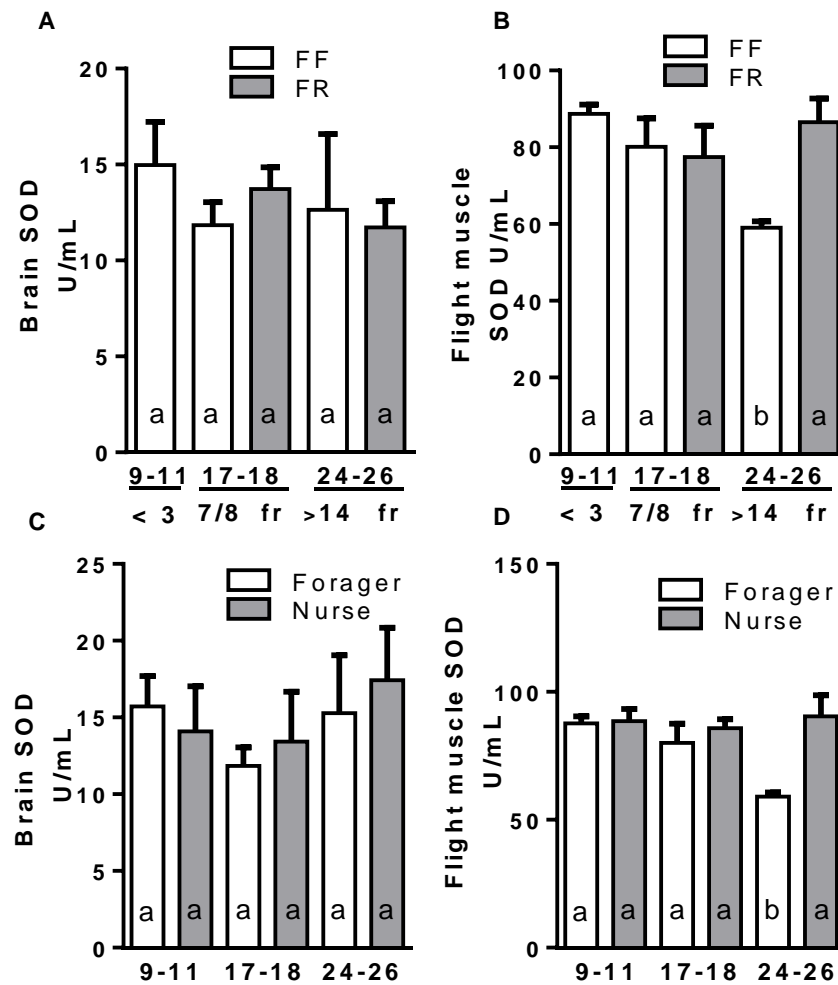 A
FF
FR
20
15
10
5
0
Brain SOD
U/mL
a a a a a
9-11 17-18 24-26
< 3 7/8 fr >14 fr
B
FF
FR
100
80
60
40
20
0
Flight muscle
SOD U/mL
a a a b a
9-11 17-18 24-26
< 3 7/8 fr >14 fr
C
Forager
Nurse
25
20
15
10
5
0
Brain SOD
U/mL
a a a a a a
9-11 17-18 24-26
D
Forager
Nurse
150
100
50
0
Flight muscle SOD
U/mL
a a a a b a
9-11 17-18 24-26